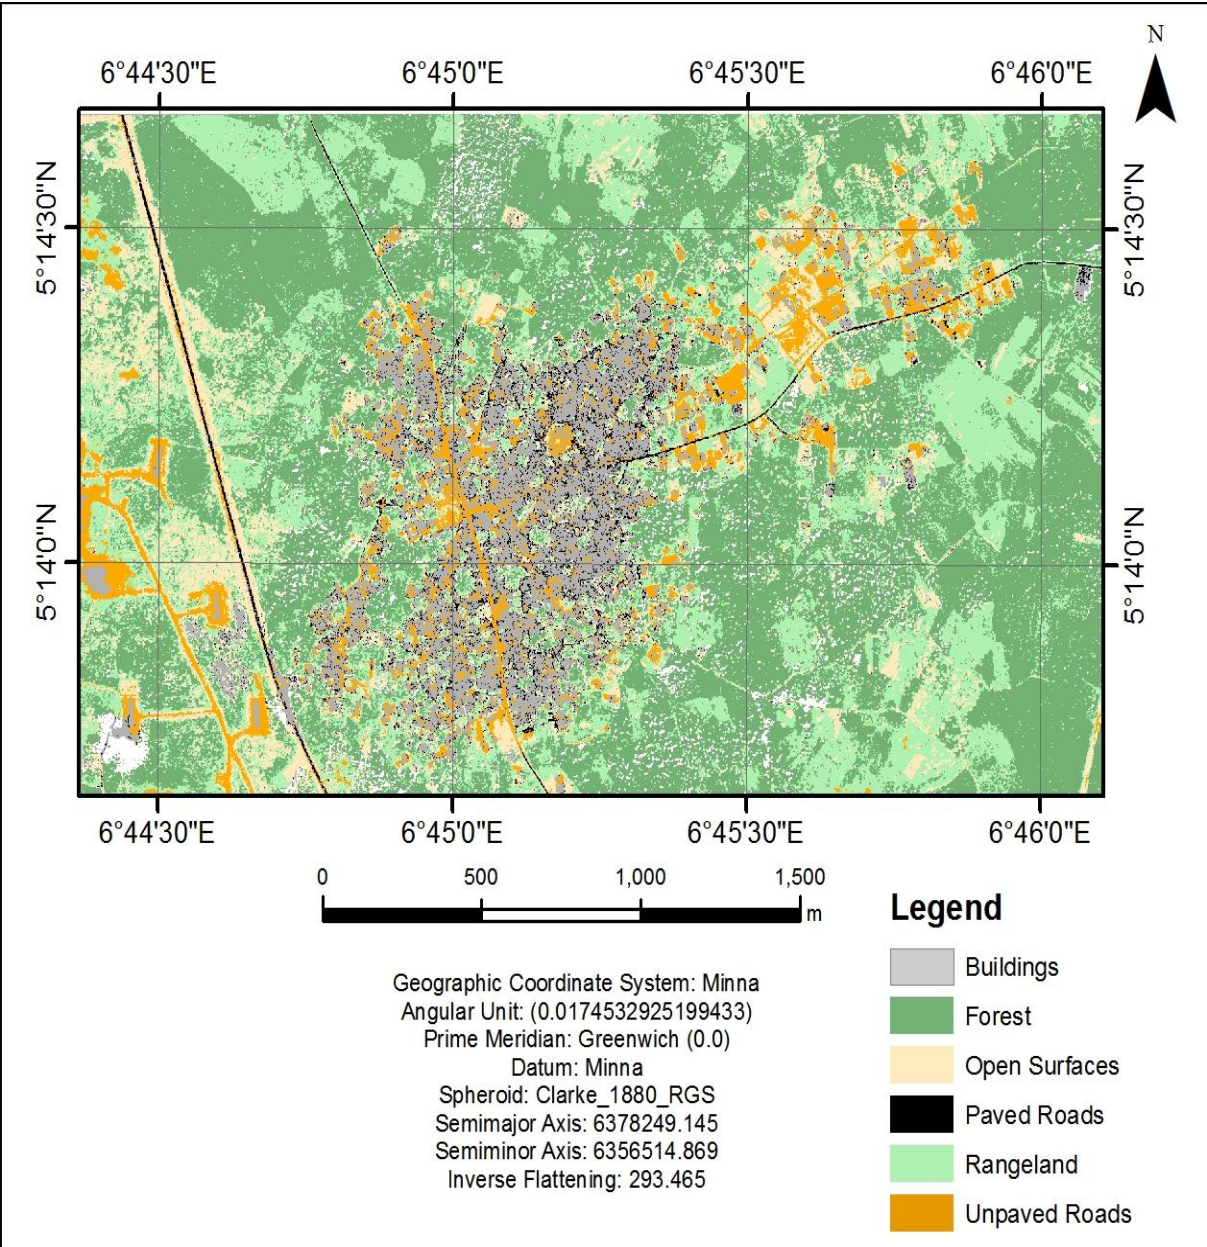 N
6°44'30"E 6°45'0"E 6°45'30"E 6°46'0"E
5°14'30"N 5°14'30"N
5°14'0"N 5°14'0"N
6°44'30"E 6°45'0"E 6°45'30"E 6°46'0"E
0 500 1,000 1,500
m
Geographic Coordinate System: Minna
Angular Unit: (0.0174532925199433)
Prime Meridian: Greenwich (0.0)
Datum: Minna
Spheroid: Clarke_1880_RGS
Semimajor Axis: 6378249.145
Semiminor Axis: 6356514.869
Inverse Flattening: 293.465
Legend
Buildings
Forest
Open Surfaces
Paved Roads
Rangeland
Unpaved Roads